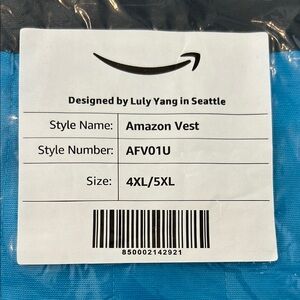 Designed by Luly Yang in Seattle
Style Name: Amazon Vest
Style Number: AFV01U
Size: 4XL/5XL
850002142921